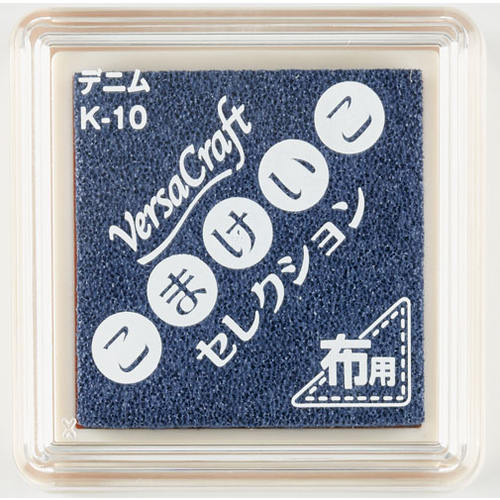 デニム
K-10
VersaCraft
こまけいこ
セレクション
布用